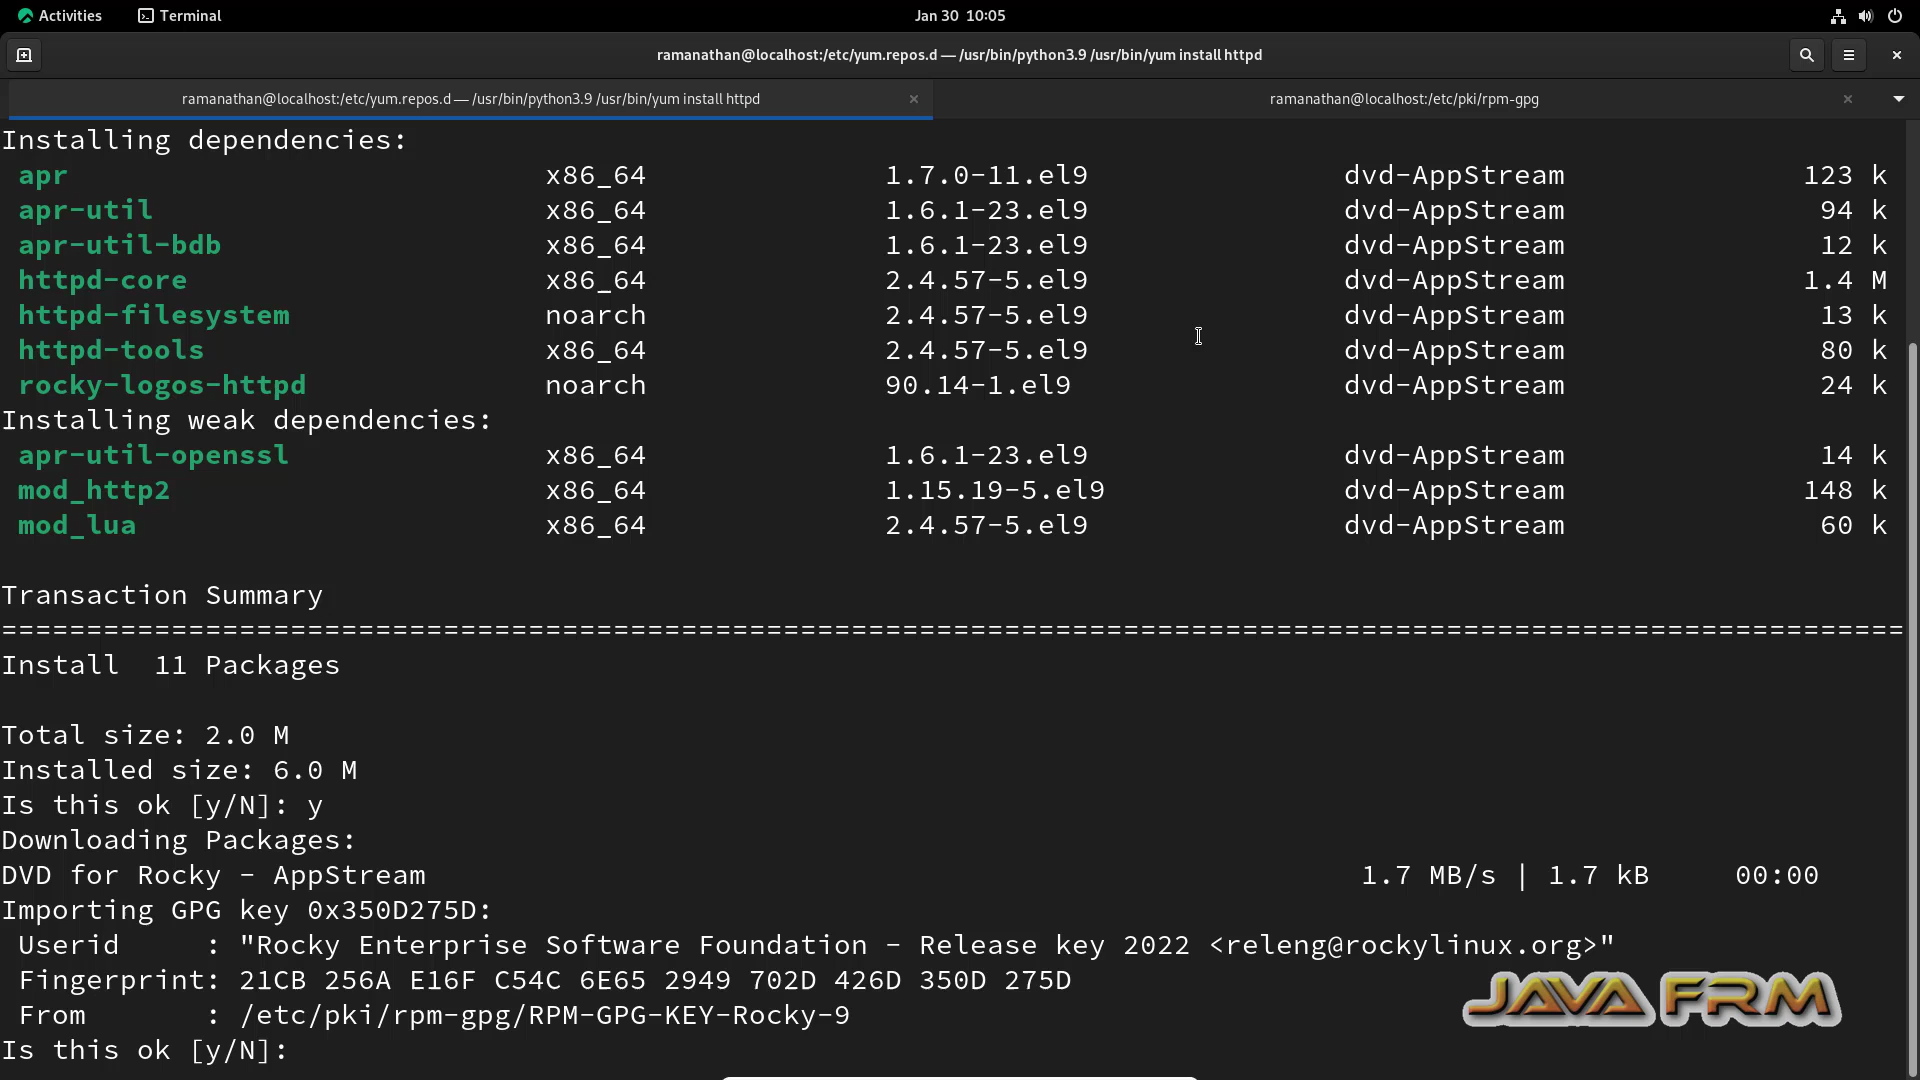 Activities Terminal Jan 30 10:05
ramanathan@localhost:/etc/yum.repos.d — /usr/bin/python3.9 /usr/bin/yum install httpd
ramanathan@localhost:/etc/yum.repos.d — /usr/bin/python3.9 /usr/bin/yum install httpd × ramanathan@localhost:/etc/pki/rpm-gpg ×
Installing dependencies:
apr x86_64 1.7.0-11.el9 dvd-AppStream 123 k
apr-util x86_64 1.6.1-23.el9 dvd-AppStream 94 k
apr-util-bdb x86_64 1.6.1-23.el9 dvd-AppStream 12 k
httpd-core x86_64 2.4.57-5.el9 dvd-AppStream 1.4 M
httpd-filesystem noarch 2.4.57-5.el9 dvd-AppStream 13 k
httpd-tools x86_64 2.4.57-5.el9 dvd-AppStream 80 k
rocky-logos-httpd noarch 90.14-1.el9 dvd-AppStream 24 k
Installing weak dependencies:
apr-util-openssl x86_64 1.6.1-23.el9 dvd-AppStream 14 k
mod_http2 x86_64 1.15.19-5.el9 dvd-AppStream 148 k
mod_lua x86_64 2.4.57-5.el9 dvd-AppStream 60 k
Transaction Summary
================================================================================================================
Install  11 Packages
Total size: 2.0 M
Installed size: 6.0 M
Is this ok [y/N]: y
Downloading Packages:
DVD for Rocky - AppStream 1.7 MB/s | 1.7 kB 00:00
Importing GPG key 0x350D275D:
Userid     : "Rocky Enterprise Software Foundation - Release key 2022 <releng@rockylinux.org>"
Fingerprint: 21CB 256A E16F C54C 6E65 2949 702D 426D 350D 275D
From       : /etc/pki/rpm-gpg/RPM-GPG-KEY-Rocky-9
Is this ok [y/N]:
JAVA FRM